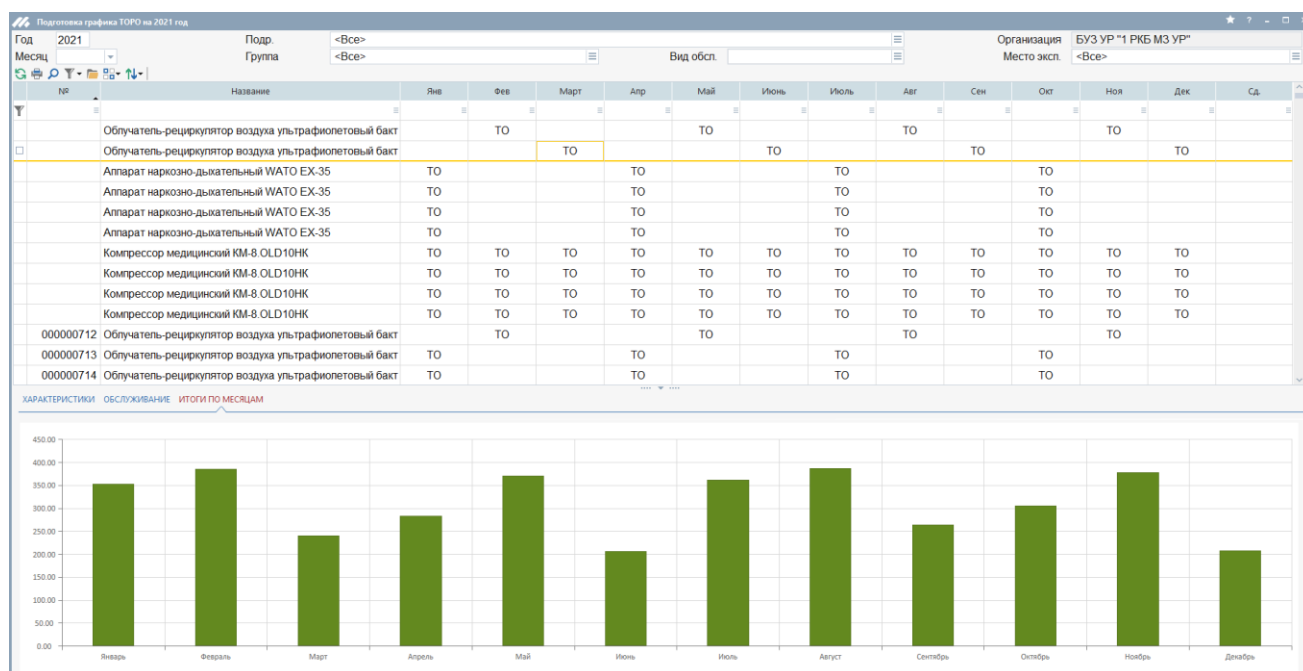 Подготовка графика ТОРО на 2021 год
Год 2021 Подр. <Все> Организация БУЗ УР "1 РКБ МЗ УР"
Месяц Группа <Все> Вид обсл. Место эксп. <Все>
№ Название Янв Фев Март Апр Май Июнь Июль Авг Сен Окт Ноя Дек Сд.
Облучатель-рециркулятор воздуха ультрафиолетовый бакт ТО ТО ТО ТО
Облучатель-рециркулятор воздуха ультрафиолетовый бакт ТО ТО ТО ТО
Аппарат наркозно-дыхательный WATO EX-35 ТО ТО ТО ТО
Аппарат наркозно-дыхательный WATO EX-35 ТО ТО ТО ТО
Аппарат наркозно-дыхательный WATO EX-35 ТО ТО ТО ТО
Аппарат наркозно-дыхательный WATO EX-35 ТО ТО ТО ТО
Компрессор медицинский КМ-8.OLD10НК ТО ТО ТО ТО ТО ТО ТО ТО ТО ТО ТО ТО
Компрессор медицинский КМ-8.OLD10НК ТО ТО ТО ТО ТО ТО ТО ТО ТО ТО ТО ТО
Компрессор медицинский КМ-8.OLD10НК ТО ТО ТО ТО ТО ТО ТО ТО ТО ТО ТО ТО
Компрессор медицинский КМ-8.OLD10НК ТО ТО ТО ТО ТО ТО ТО ТО ТО ТО ТО ТО
000000712 Облучатель-рециркулятор воздуха ультрафиолетовый бакт ТО ТО ТО ТО
000000713 Облучатель-рециркулятор воздуха ультрафиолетовый бакт ТО ТО ТО ТО
000000714 Облучатель-рециркулятор воздуха ультрафиолетовый бакт ТО ТО ТО ТО
ХАРАКТЕРИСТИКИ ОБСЛУЖИВАНИЕ ИТОГИ ПО МЕСЯЦАМ
450.00
400.00
350.00
300.00
250.00
200.00
150.00
100.00
50.00
0.00
Январь Февраль Март Апрель Май Июнь Июль Август Сентябрь Октябрь Ноябрь Декабрь